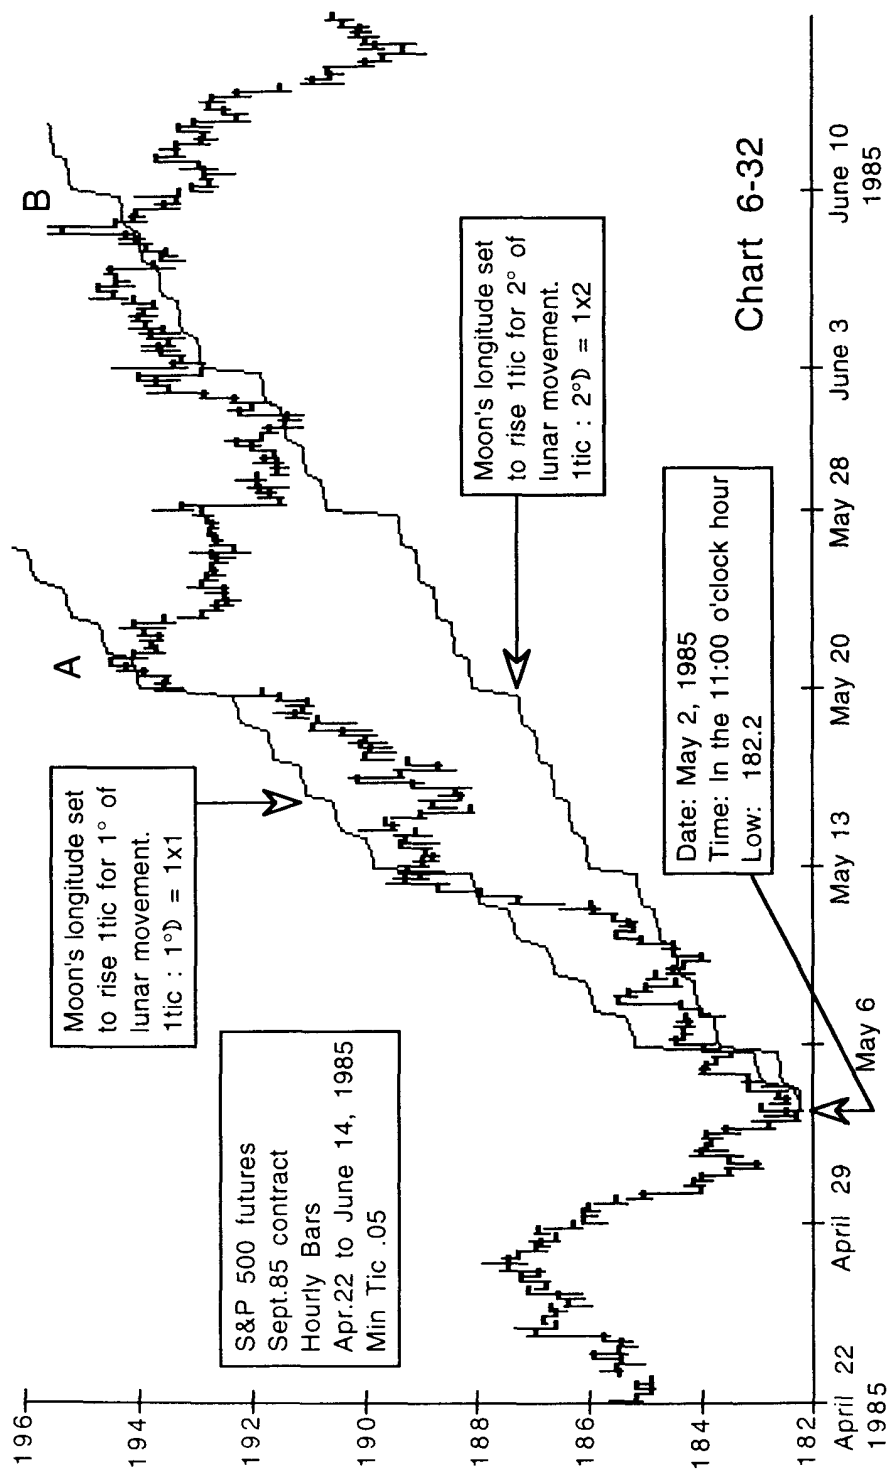 196
194
192
190
188
186
184
182
S&P 500 futures
Sept.85 contract
Hourly Bars
Apr.22 to June 14, 1985
Min Tic .05
Moon's longitude set
to rise 1tic for 1° of
lunar movement.
1tic : 1°☽ = 1x1
A
B
Moon's longitude set
to rise 1tic for 2° of
lunar movement.
1tic : 2°☽ = 1x2
Date: May 2, 1985
Time: In the 11:00 o'clock hour
Low: 182.2
Chart 6-32
April 22
1985
April 29
May 6
May 13
May 20
May 28
June 3
June 10
1985